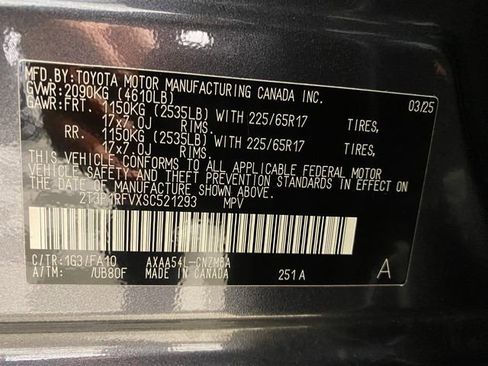 MFD.BY:TOYOTA MOTOR MANUFACTURING CANADA INC. 03/25
GVWR:2090KG (4610LB)
GAWR:FRT. 1150KG (2535LB) WITH 225/65R17 TIRES,
17x7.0J RIMS.
RR. 1150KG (2535LB) WITH 225/65R17 TIRES,
17x7.0J RIMS.
THIS VEHICLE CONFORMS TO ALL APPLICABLE FEDERAL MOTOR
VEHICLE SAFETY AND THEFT PREVENTION STANDARDS IN EFFECT
ON THE DATE OF MANUFACTURE SHOWN ABOVE.
MPV
C/TR:1G3/FA10 AXAA54L-CNZMBA
A/TM: /UB80F MADE IN CANADA 251A A